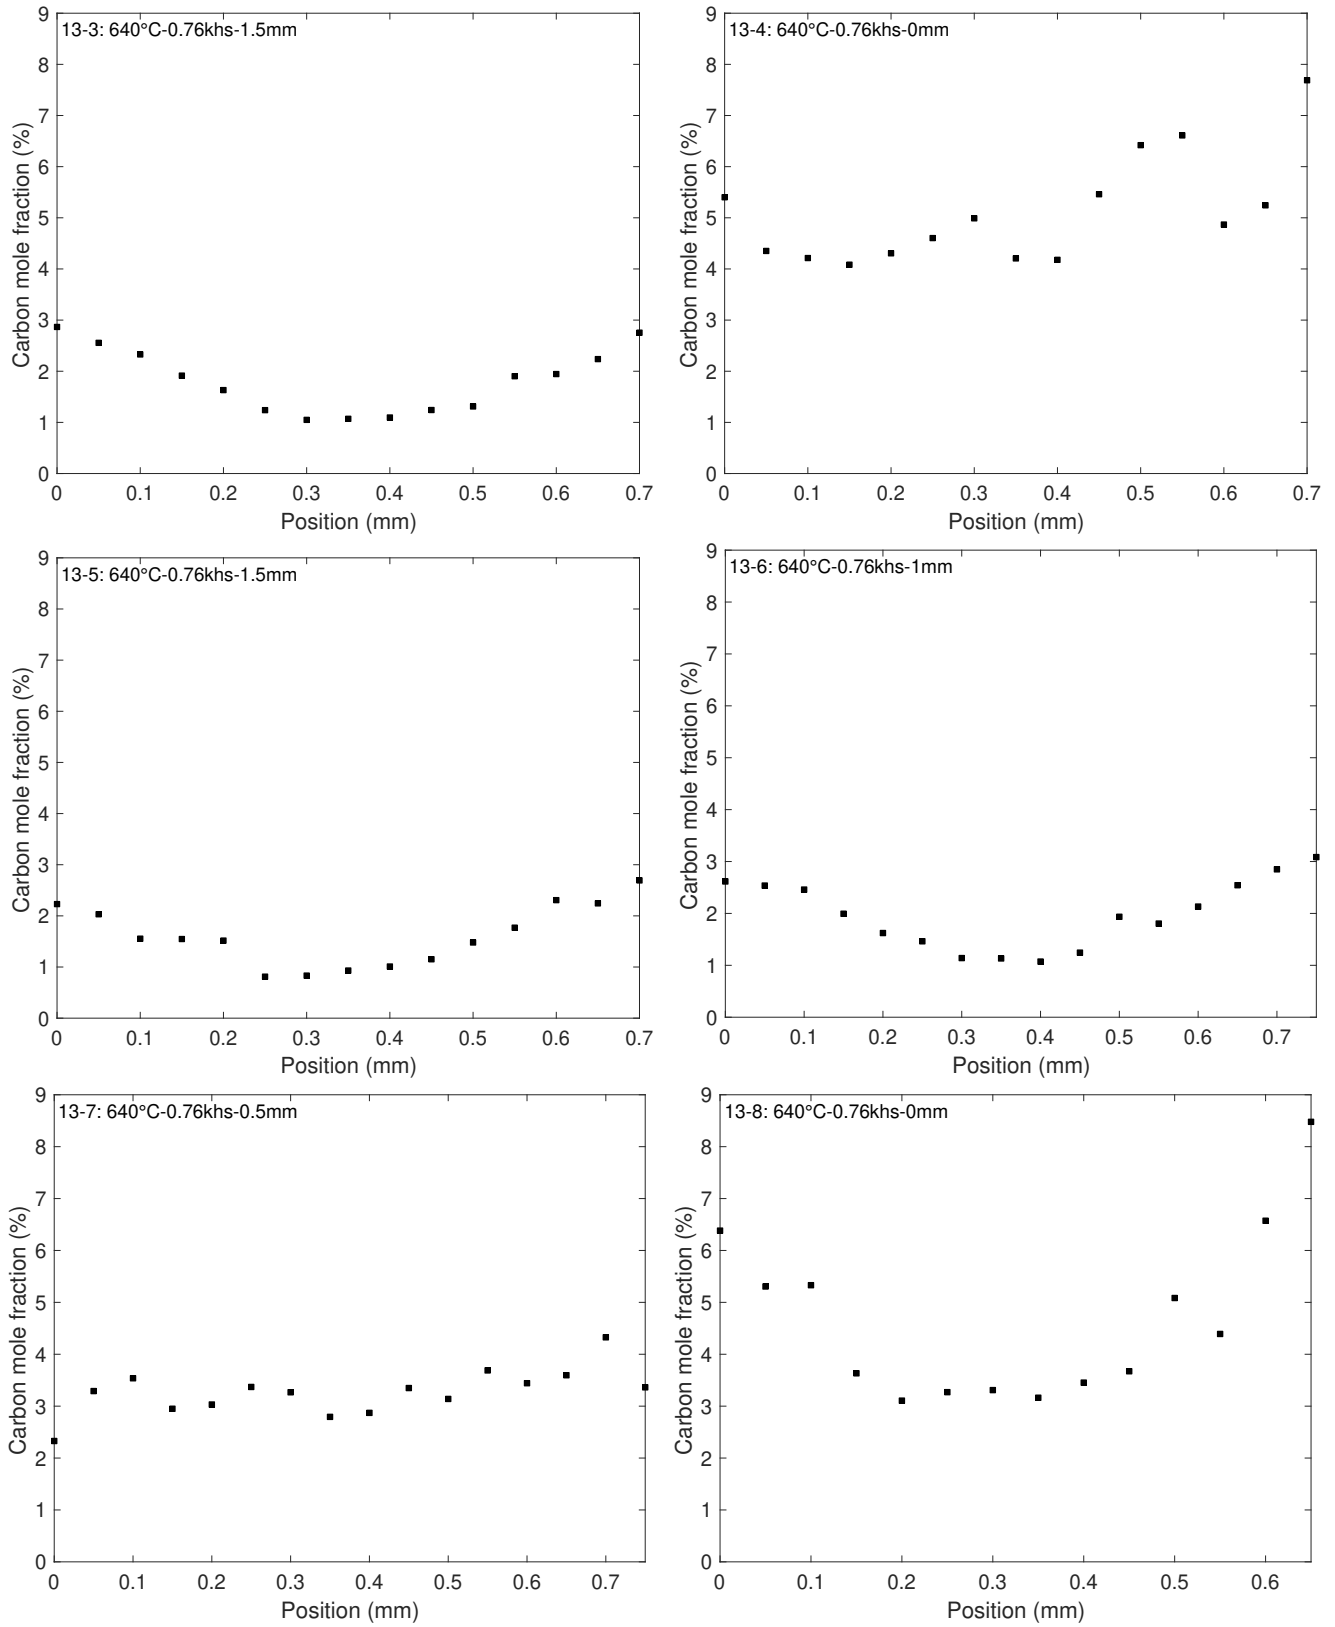 13-3: 640°C-0.76khs-1.5mm
9
8
7
6
5
4
3
2
1
0
Carbon mole fraction (%)
0 0.1 0.2 0.3 0.4 0.5 0.6 0.7
Position (mm)
13-4: 640°C-0.76khs-0mm
9
8
7
6
5
4
3
2
1
0
Carbon mole fraction (%)
0 0.1 0.2 0.3 0.4 0.5 0.6 0.7
Position (mm)
13-5: 640°C-0.76khs-1.5mm
9
8
7
6
5
4
3
2
1
0
Carbon mole fraction (%)
0 0.1 0.2 0.3 0.4 0.5 0.6 0.7
Position (mm)
13-6: 640°C-0.76khs-1mm
9
8
7
6
5
4
3
2
1
0
Carbon mole fraction (%)
0 0.1 0.2 0.3 0.4 0.5 0.6 0.7
Position (mm)
13-7: 640°C-0.76khs-0.5mm
9
8
7
6
5
4
3
2
1
0
Carbon mole fraction (%)
0 0.1 0.2 0.3 0.4 0.5 0.6 0.7
Position (mm)
13-8: 640°C-0.76khs-0mm
9
8
7
6
5
4
3
2
1
0
Carbon mole fraction (%)
0 0.1 0.2 0.3 0.4 0.5 0.6
Position (mm)